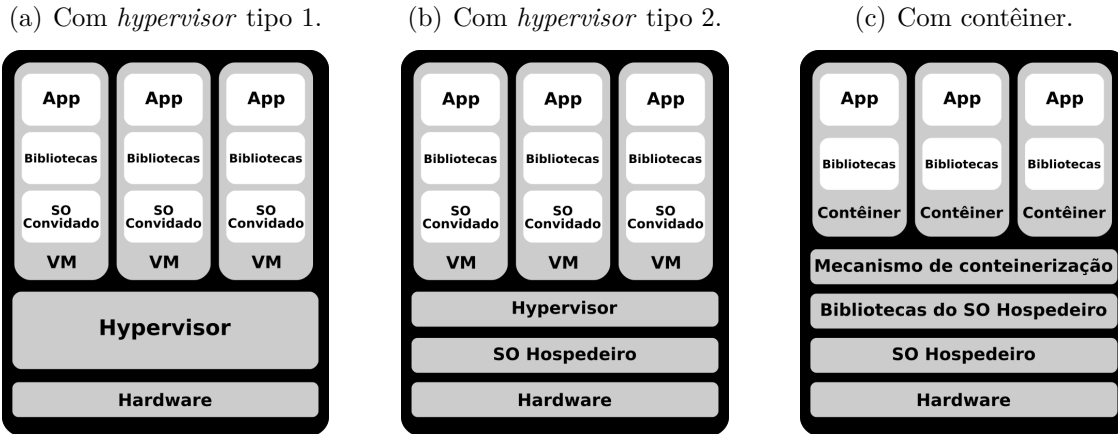 (a) Com hypervisor tipo 1.
App
App
App
Bibliotecas
Bibliotecas
Bibliotecas
SO
Convidado
SO
Convidado
SO
Convidado
VM
VM
VM
Hypervisor
Hardware
(b) Com hypervisor tipo 2.
App
App
App
Bibliotecas
Bibliotecas
Bibliotecas
SO
Convidado
SO
Convidado
SO
Convidado
VM
VM
VM
Hypervisor
SO Hospedeiro
Hardware
(c) Com contêiner.
App
App
App
Bibliotecas
Bibliotecas
Bibliotecas
Contêiner
Contêiner
Contêiner
Mecanismo de conteinerização
Bibliotecas do SO Hospedeiro
SO Hospedeiro
Hardware